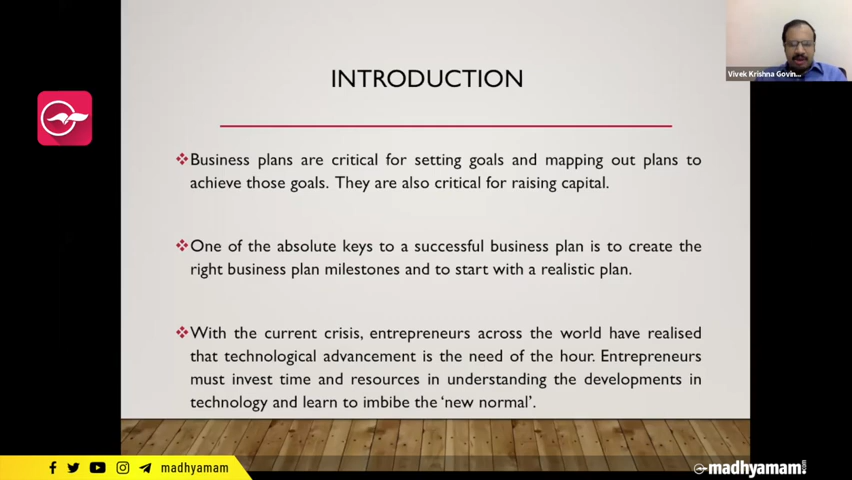 Vivek Krishna Govin...
INTRODUCTION
❖Business plans are critical for setting goals and mapping out plans to
achieve those goals. They are also critical for raising capital.
❖One of the absolute keys to a successful business plan is to create the
right business plan milestones and to start with a realistic plan.
❖With the current crisis, entrepreneurs across the world have realised
that technological advancement is the need of the hour. Entrepreneurs
must invest time and resources in understanding the developments in
technology and learn to imbibe the ‘new normal’.
madhyamam
madhyamam.com